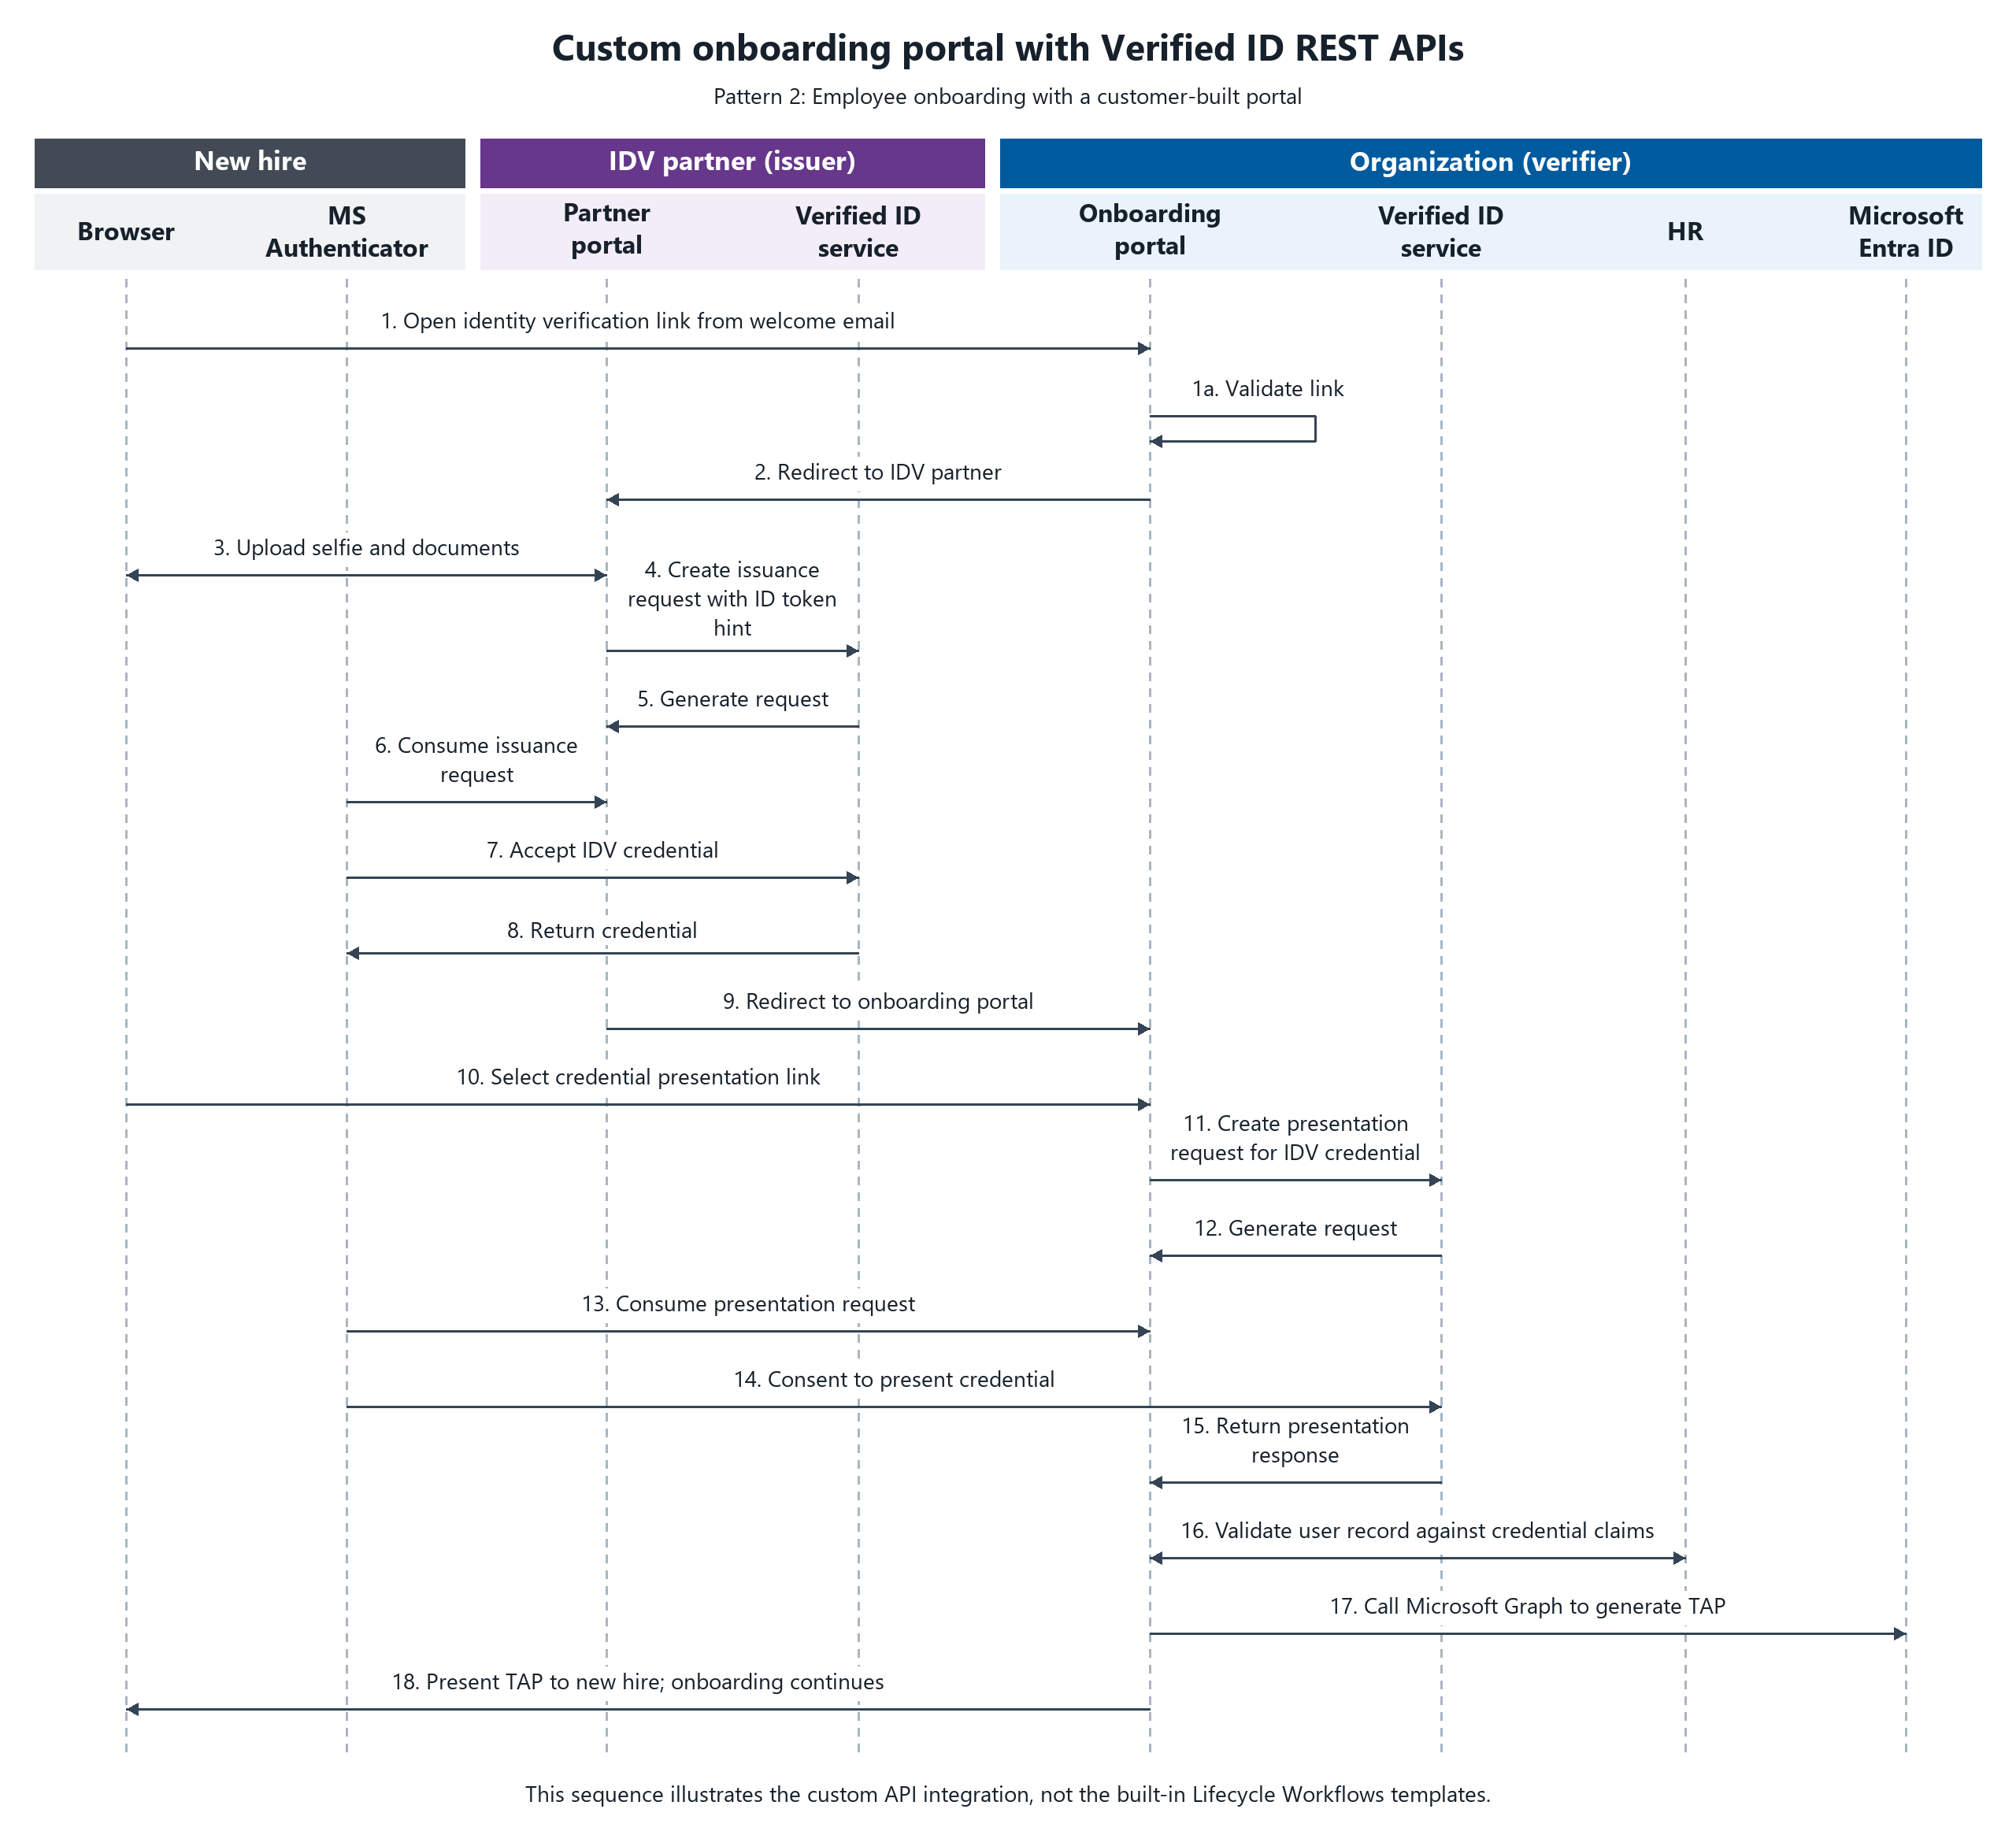 Custom onboarding portal with Verified ID REST APIs
Pattern 2: Employee onboarding with a customer-built portal
New hire
IDV partner (issuer)
Organization (verifier)
Browser
MS
Authenticator
Partner
portal
Verified ID
service
Onboarding
portal
Verified ID
service
HR
Microsoft
Entra ID
1. Open identity verification link from welcome email
1a. Validate link
2. Redirect to IDV partner
3. Upload selfie and documents
4. Create issuance
request with ID token
hint
5. Generate request
6. Consume issuance
request
7. Accept IDV credential
8. Return credential
9. Redirect to onboarding portal
10. Select credential presentation link
11. Create presentation
request for IDV credential
12. Generate request
13. Consume presentation request
14. Consent to present credential
15. Return presentation
response
16. Validate user record against credential claims
17. Call Microsoft Graph to generate TAP
18. Present TAP to new hire; onboarding continues
This sequence illustrates the custom API integration, not the built-in Lifecycle Workflows templates.